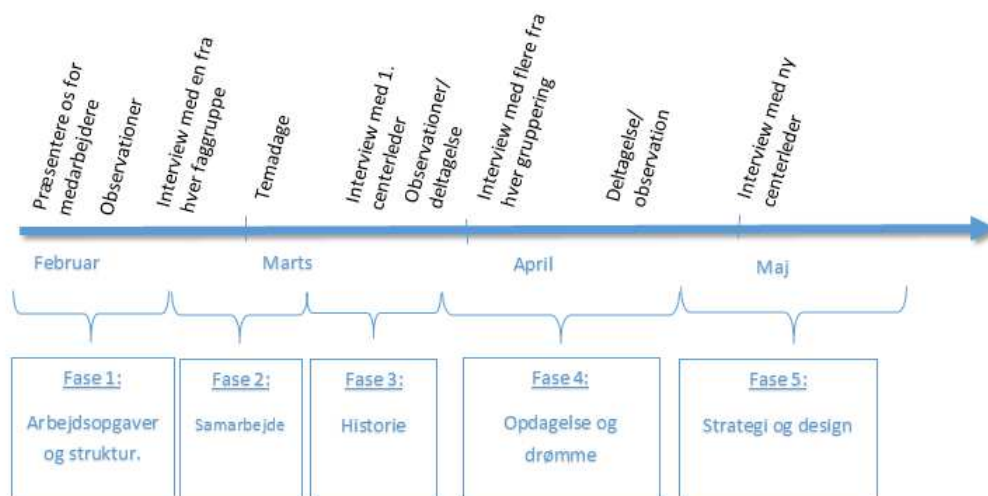 Præsentere os for
medarbejdere
Observationer
Interview med en fra
hver faggruppe
Temadage
Interview med 1.
centerleder
Observationer/
deltagelse
Interview med flere fra
hver gruppering
Deltagelse/
observation
Interview med ny
centerleder
Februar
Marts
April
Maj
Fase 1:
Arbejdsopgaver
og struktur.
Fase 2:
Samarbejde
Fase 3:
Historie
Fase 4:
Opdagelse og
drømme
Fase 5:
Strategi og design